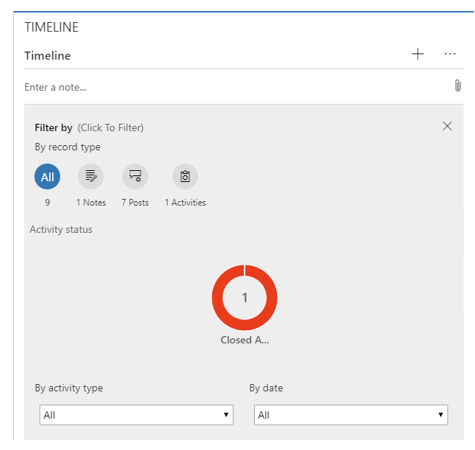 TIMELINE
Timeline
Enter a note...
Filter by (Click To Filter)
By record type
All
9 1 Notes 7 Posts 1 Activities
Activity status
1
Closed A...
By activity type By date
All All